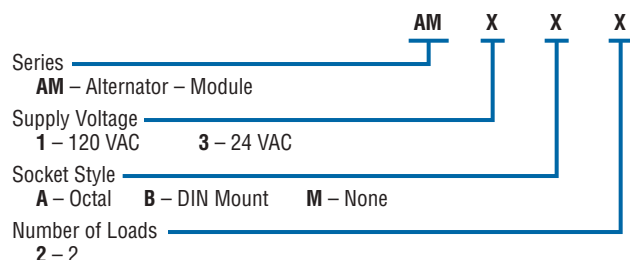 AM X X X
Series
AM – Alternator – Module
Supply Voltage
1 – 120 VAC 3 – 24 VAC
Socket Style
A – Octal B – DIN Mount M – None
Number of Loads
2 – 2